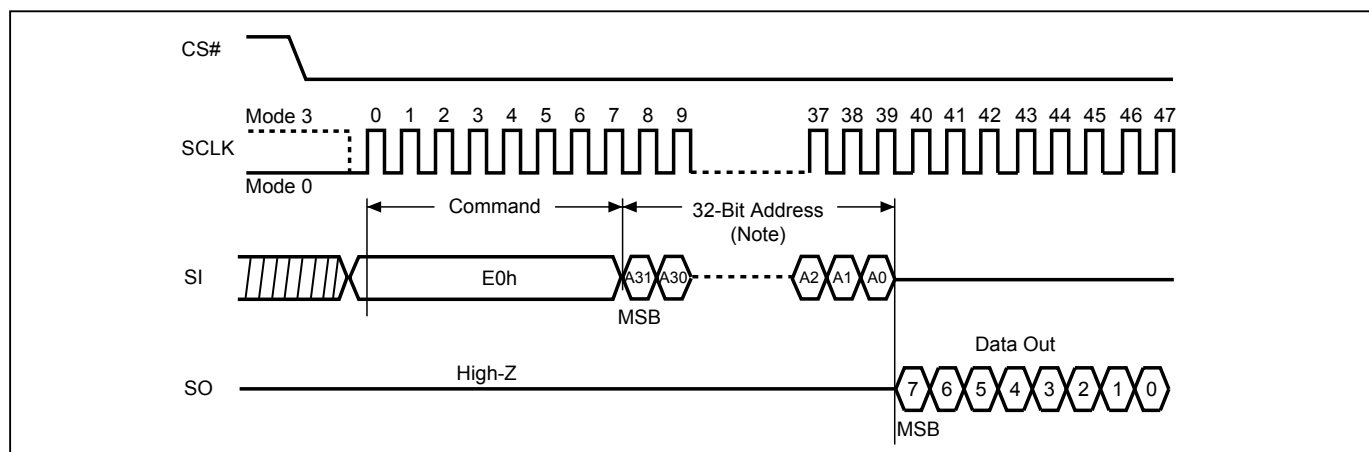 CS#
Mode 3
0 1 2 3 4 5 6 7 8 9 37 38 39 40 41 42 43 44 45 46 47
SCLK
Mode 0
Command
32-Bit Address
(Note)
SI
E0h
A31 A30 A2 A1 A0
MSB
Data Out
High-Z
SO
7 6 5 4 3 2 1 0
MSB